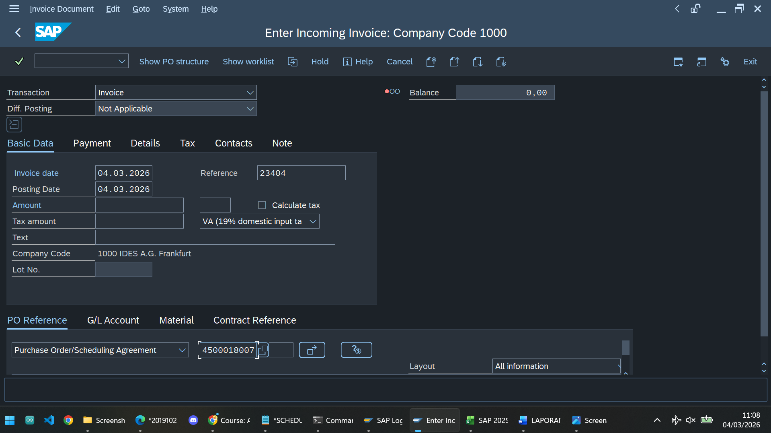 Invoice Document Edit Goto System Help
SAP Enter Incoming Invoice: Company Code 1000
Show PO structure Show worklist Hold Help Cancel Exit
Transaction Invoice Balance 0,00
Diff. Posting Not Applicable
Basic Data Payment Details Tax Contacts Note
Invoice date 04.03.2026 Reference 23404
Posting Date 04.03.2026
Amount Calculate tax
Tax amount VA (19% domestic input ta
Text
Company Code 1000 IDES A.G. Frankfurt
Lot No.
PO Reference G/L Account Material Contract Reference
Purchase Order/Scheduling Agreement 4500018007
Layout All information
Screensh *2019102 Course: A *SCHEDU Comman SAP Log Enter Inc SAP 2025 LAPORAI Screen 11:08
04/03/2026